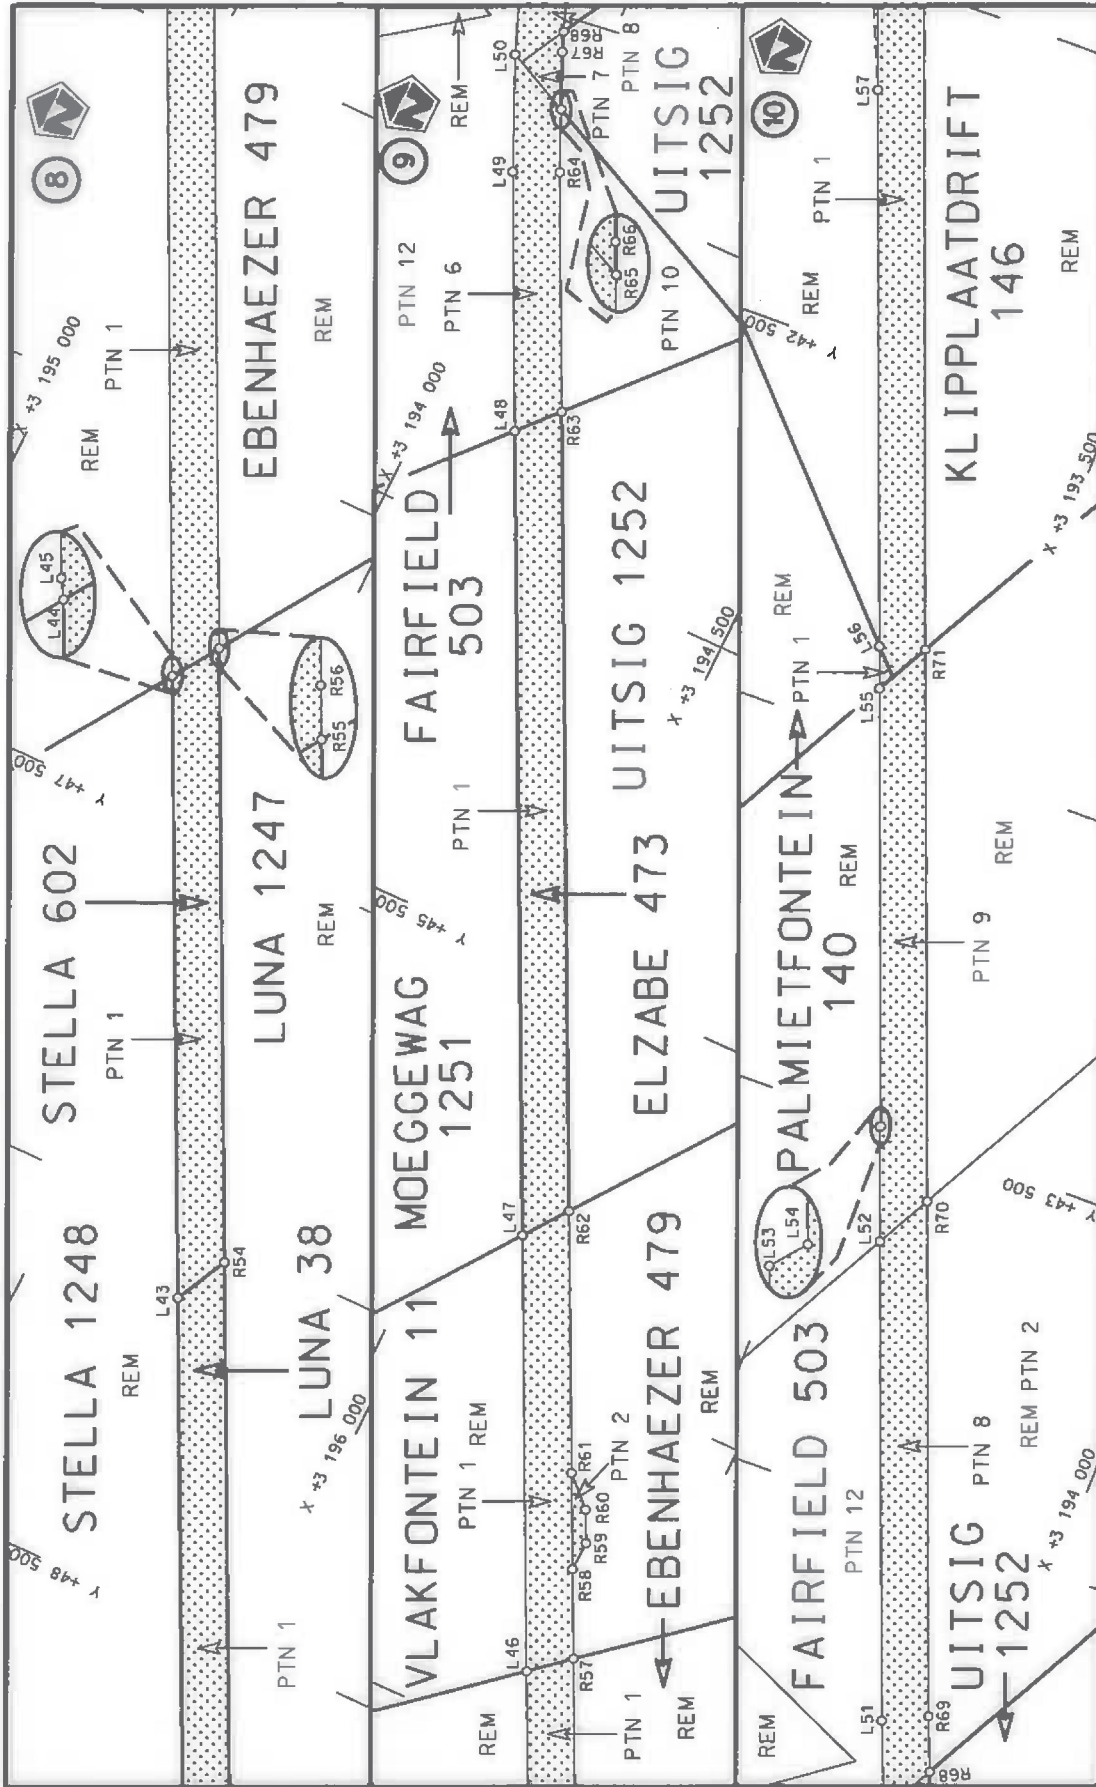 8
N
STELLA 1248
REM
L43
STELLA 602
PTN 1
Y +47 500
Y +48 500
L44
L45
REM
X +3 195 000
PTN 1
PTN 1
R54
LUNA 38
X +3 196 000
LUNA 1247
REM
R55
R56
EBENHAEZER 479
REM
9
N
REM
L46
VLAKFONTEIN 11
PTN 1
REM
MOEGGEWAG
1251
L47
Y +45 500
PTN 1
FAIRFIELD
503
X +3 194 000
L48
PTN 12
PTN 6
L49
L50
REM
PTN 1
REM
R57
R58
R59
R60
R61
PTN 2
EBENHAEZER 479
REM
R62
ELZABE 473
UITSIG 1252
X +3 194 500
R63
PTN 10
R64
R65
R66
R67
R68
PTN 7
PTN 8
UITSIG
1252
10
N
REM
L51
FAIRFIELD 503
PTN 12
L52
L53
L54
PALMIETFONTEIN
140
REM
PTN 1
REM
L55
L56
Y +42 500
REM
PTN 1
L57
R68
R69
UITSIG
1252
X +3 194 000
PTN 8
REM PTN 2
R70
Y +43 500
PTN 9
REM
R71
X +3 193 500
KLIPPLAATDRIFT
146
REM